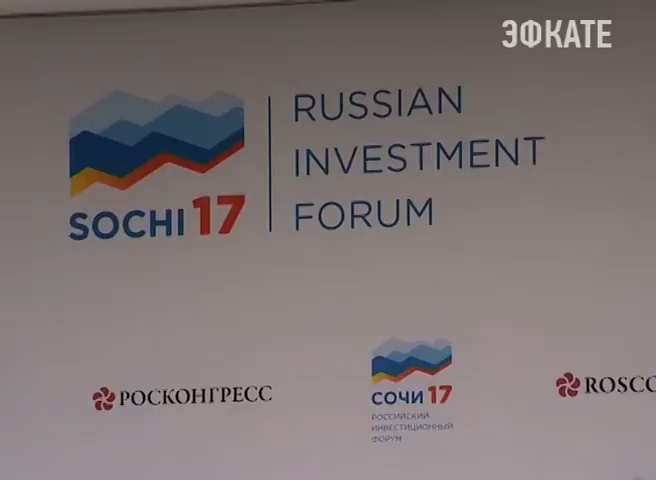 ЭФКАТЕ
RUSSIAN
INVESTMENT
FORUM
SOCHI 17
РОСКОНГРЕСС
СОЧИ 17
РОССИЙСКИЙ
ИНВЕСТИЦИОННЫЙ
ФОРУМ
ROSCO